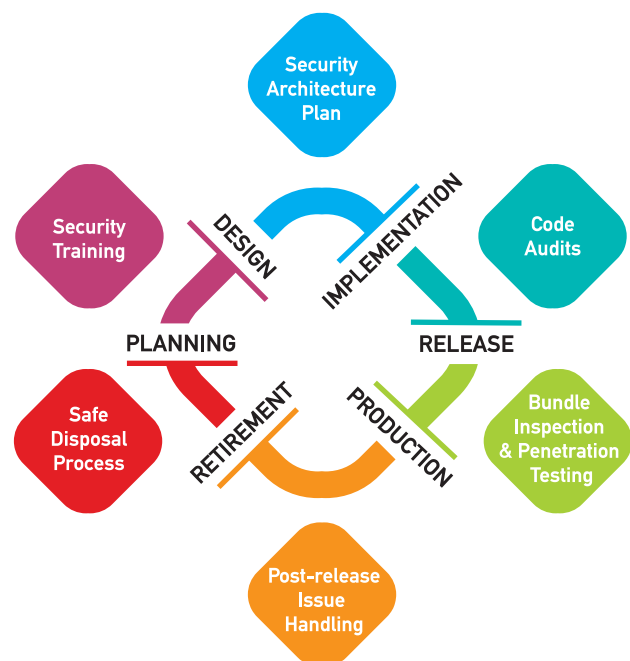 Security
Architecture
Plan
Security
Training
DESIGN
IMPLEMENTATION
Code
Audits
PLANNING
RELEASE
Safe
Disposal
Process
RETIREMENT
PRODUCTION
Bundle
Inspection
& Penetration
Testing
Post-release
Issue
Handling